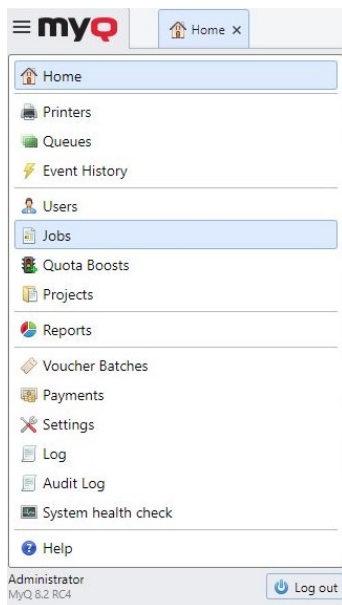 myQ
Home
Home
Printers
Queues
Event History
Users
Jobs
Quota Boosts
Projects
Reports
Voucher Batches
Payments
Settings
Log
Audit Log
System health check
Help
Administrator
MyQ 8.2 RC4
Log out